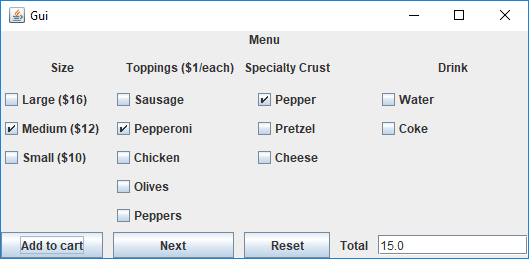 Gui
Menu
Size Toppings ($1/each) Specialty Crust Drink
Large ($16) Sausage Pepper Water
Medium ($12) Pepperoni Pretzel Coke
Small ($10) Chicken Cheese
Olives
Peppers
Add to cart Next Reset Total 15.0